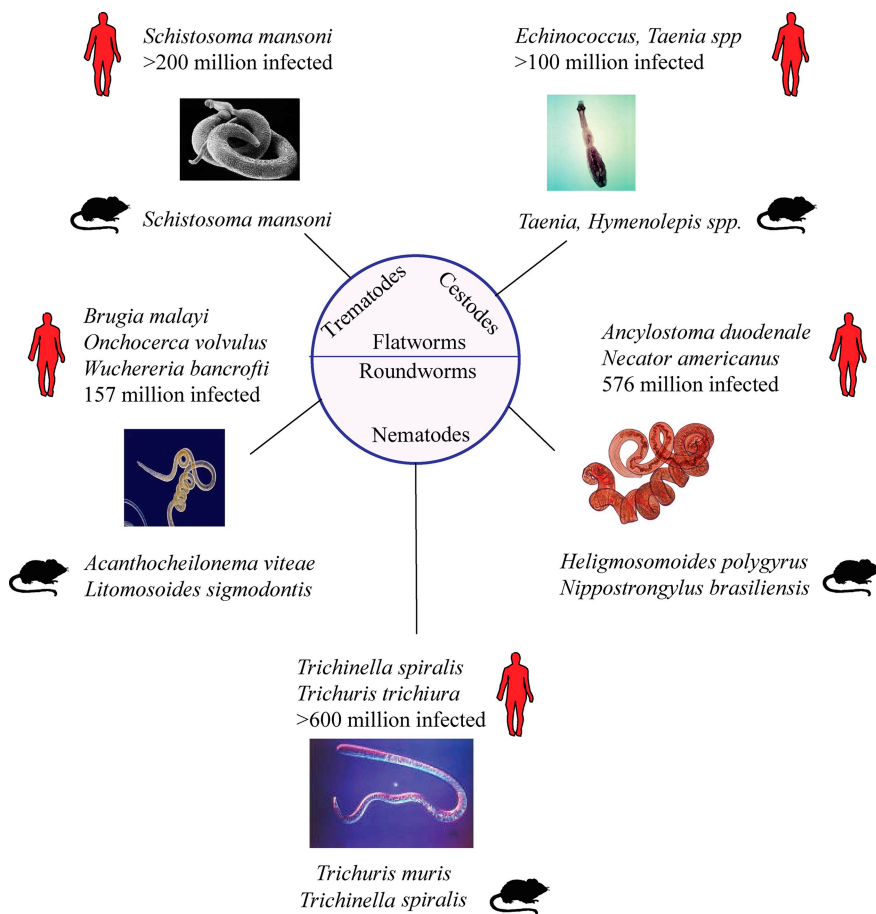 Schistosoma mansoni
>200 million infected
Schistosoma mansoni
Echinococcus, Taenia spp
>100 million infected
Taenia, Hymenolepis spp.
Trematodes
Cestodes
Flatworms
Roundworms
Nematodes
Brugia malayi
Onchocerca volvulus
Wuchereria bancrofti
157 million infected
Acanthocheilonema viteae
Litomosoides sigmodontis
Ancylostoma duodenale
Necator americanus
576 million infected
Heligmosomoides polygyrus
Nippostrongylus brasiliensis
Trichinella spiralis
Trichuris trichiura
>600 million infected
Trichuris muris
Trichinella spiralis